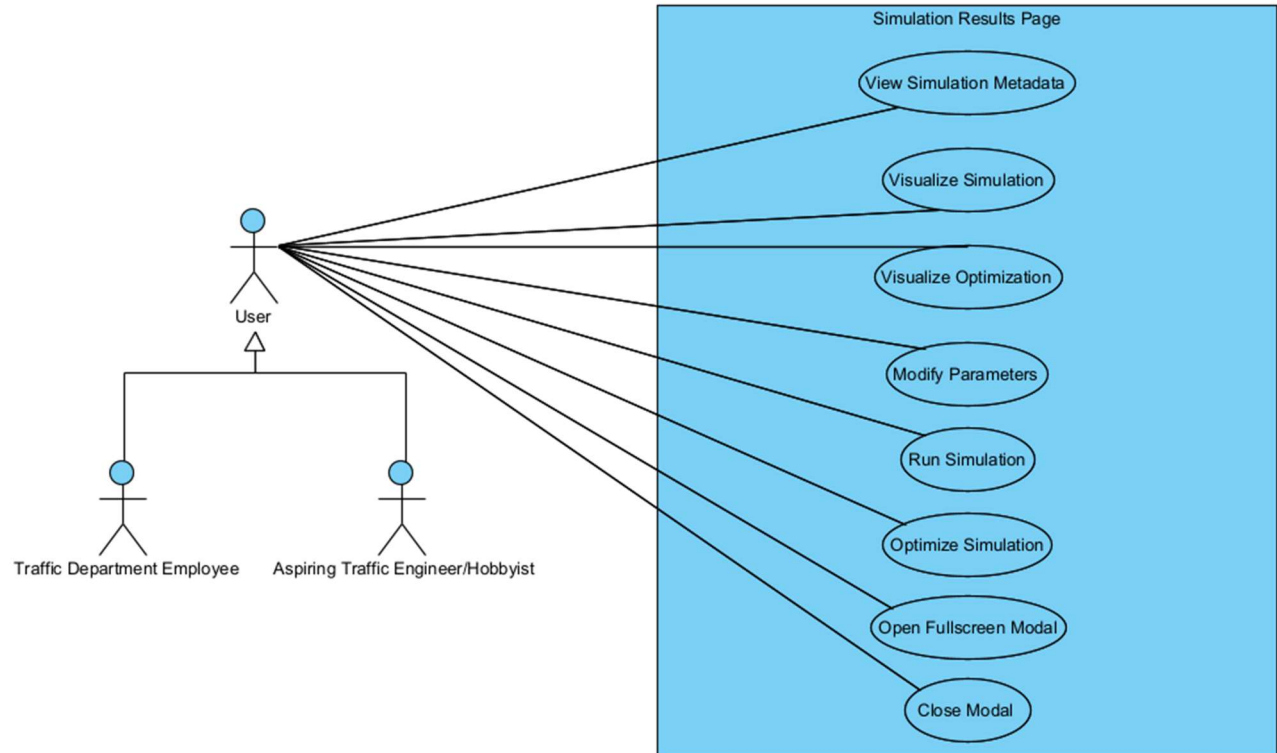 Simulation Results Page
View Simulation Metadata
Visualize Simulation
Visualize Optimization
User
Modify Parameters
Run Simulation
Optimize Simulation
Traffic Department Employee
Aspiring Traffic Engineer/Hobbyist
Open Fullscreen Modal
Close Modal